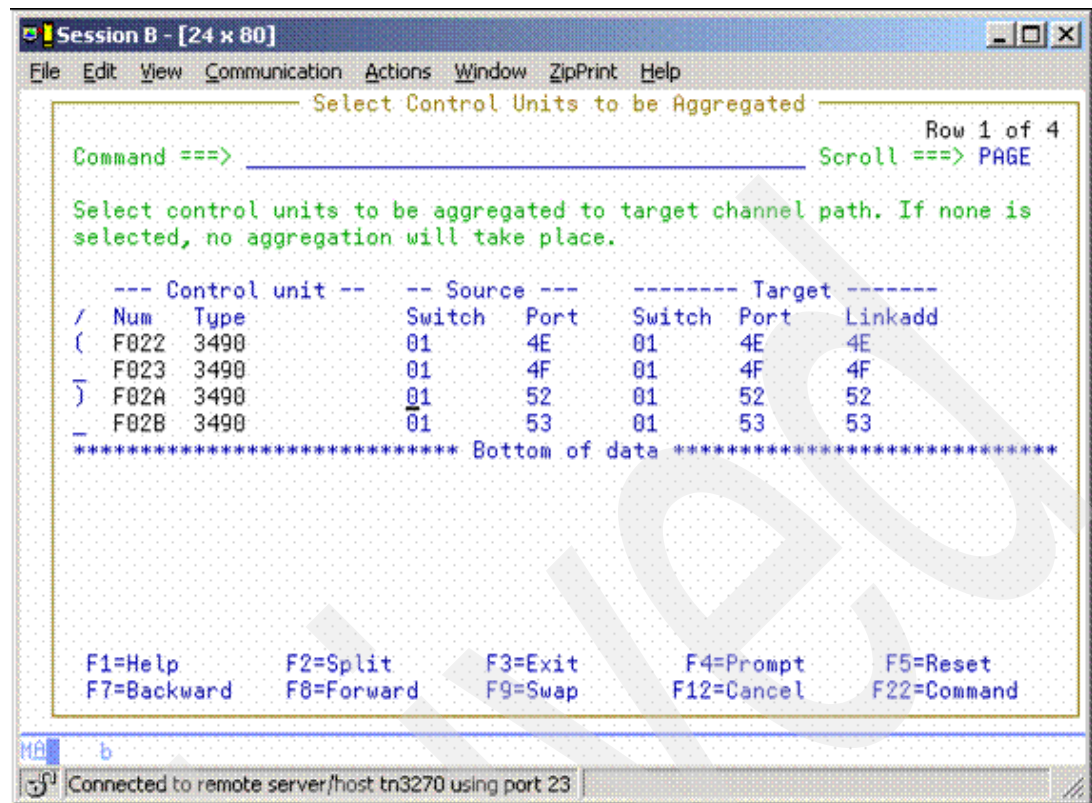 Session B - [24 x 80]
File Edit View Communication Actions Window ZipPrint Help
Select Control Units to be Aggregated
Row 1 of 4
Command ===> Scroll ===> PAGE
Select control units to be aggregated to target channel path. If none is
selected, no aggregation will take place.
--- Control unit -- -- Source --- -------- Target -------
/ Num Type Switch Port Switch Port Linkadd
( F022 3490 01 4E 01 4E 4E
_ F023 3490 01 4F 01 4F 4F
) F02A 3490 01 52 01 52 52
_ F02B 3490 01 53 01 53 53
***************************** Bottom of data *****************************
F1=Help F2=Split F3=Exit F4=Prompt F5=Reset
F7=Backward F8=Forward F9=Swap F12=Cancel F22=Command
MA b
Connected to remote server/host tn3270 using port 23